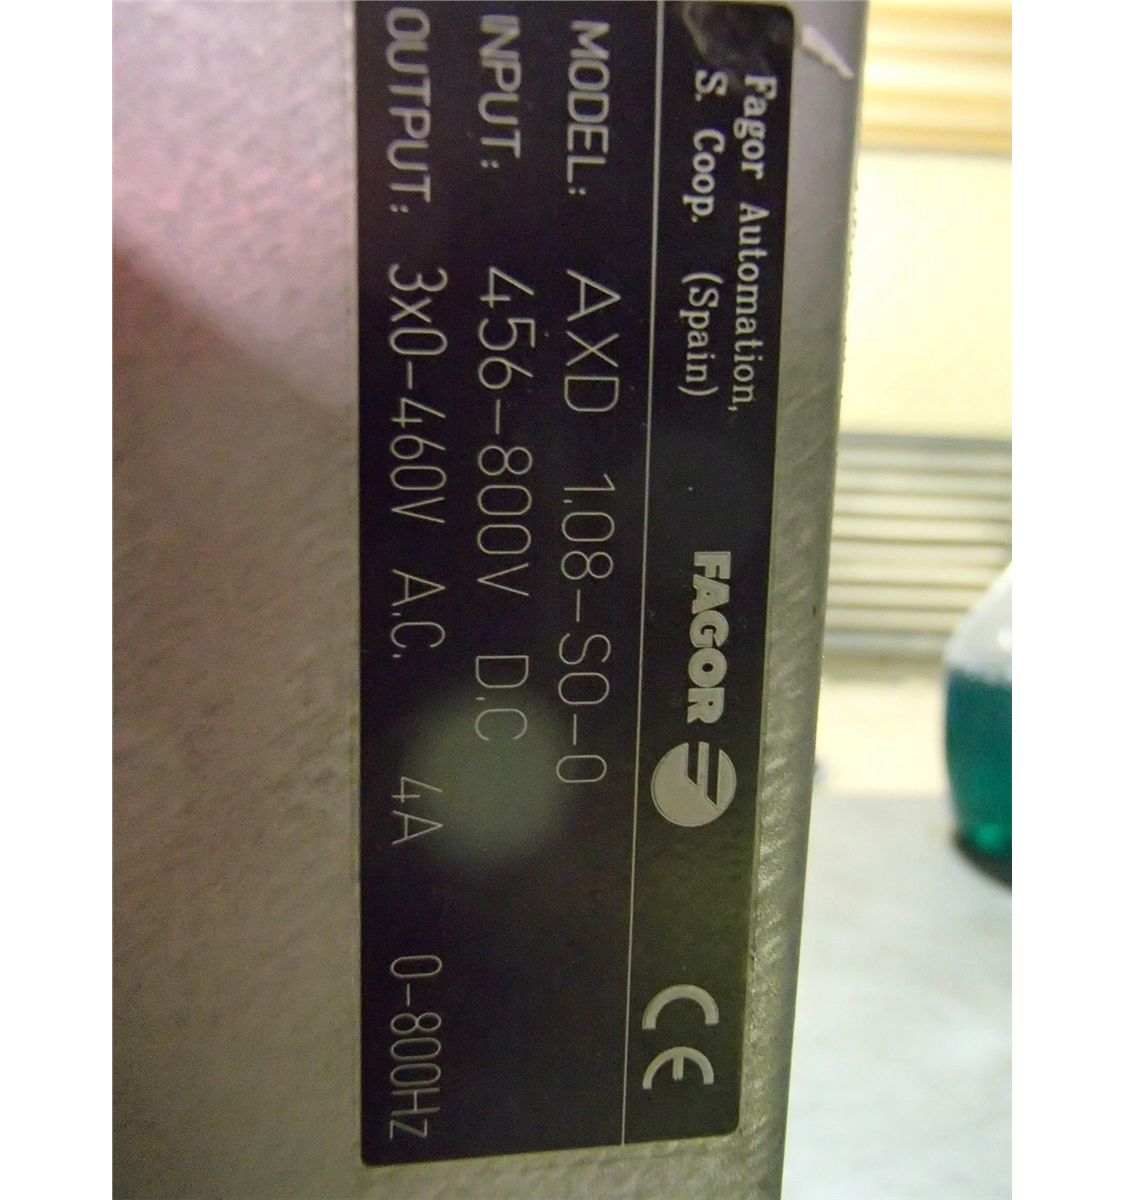 Fagor Automation,
S. Coop. (Spain)
FAGOR
CE
MODEL: AXD 1.08-SO-0
INPUT: 456-800V D.C
OUTPUT: 3x0-460V A.C. 4A 0-800Hz